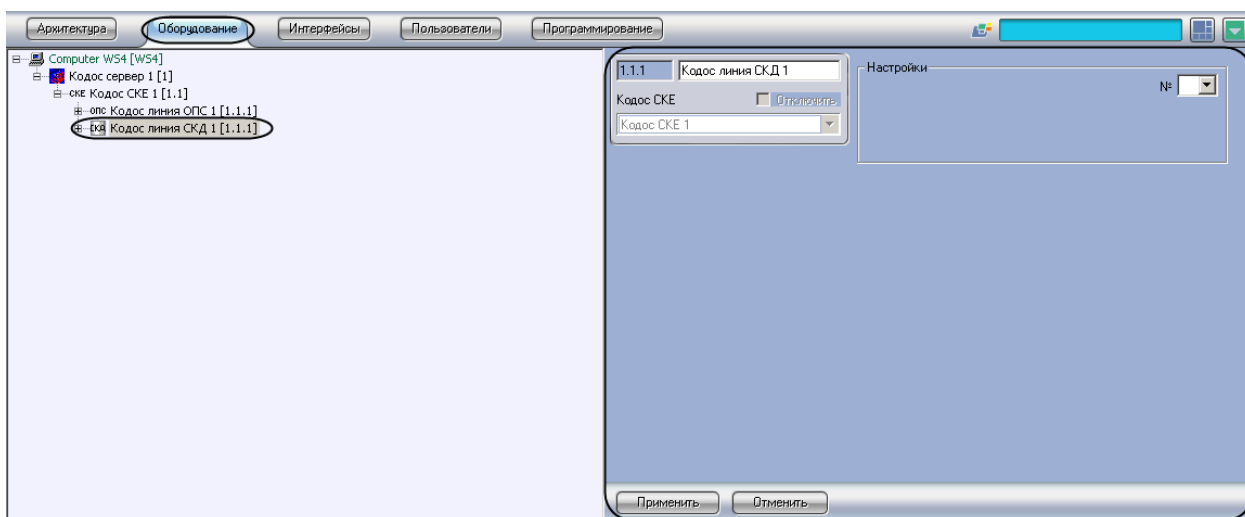 Архитектура Оборудование Интерфейсы Пользователи Программирование
Computer WS4 [WS4]
Кодос сервер 1 [1]
СКЕ Кодос СКЕ 1 [1.1]
опс Кодос линия ОПС 1 [1.1.1]
СКД Кодос линия СКД 1 [1.1.1]
1.1.1 Кодос линия СКД 1
Кодос СКЕ Отключить
Кодос СКЕ 1
Настройки
№
Применить Отменить